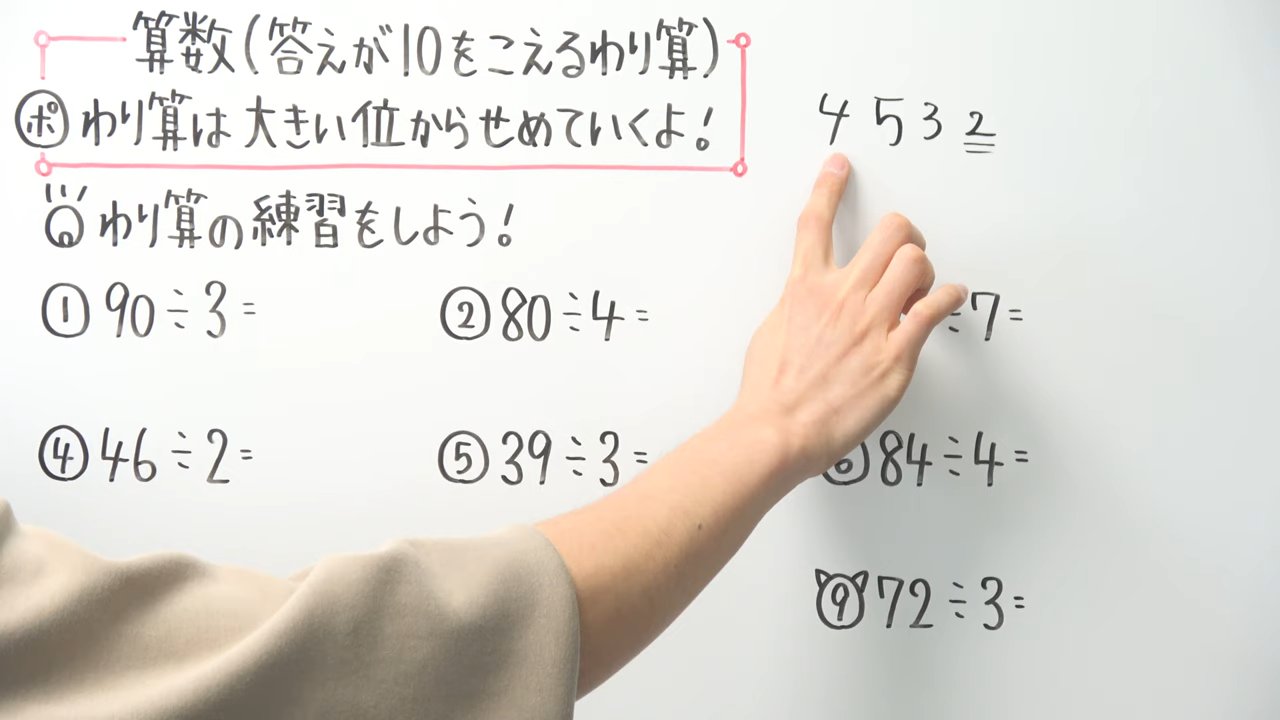 算数(答えが10をこえるわり算)
ポ わり算は大きい位からせめていくよ!
わり算の練習をしよう!
4532
① 90÷3=
② 80÷4=
÷7=
④ 46÷2=
⑤ 39÷3=
⑥ 84÷4=
⑨ 72÷3=